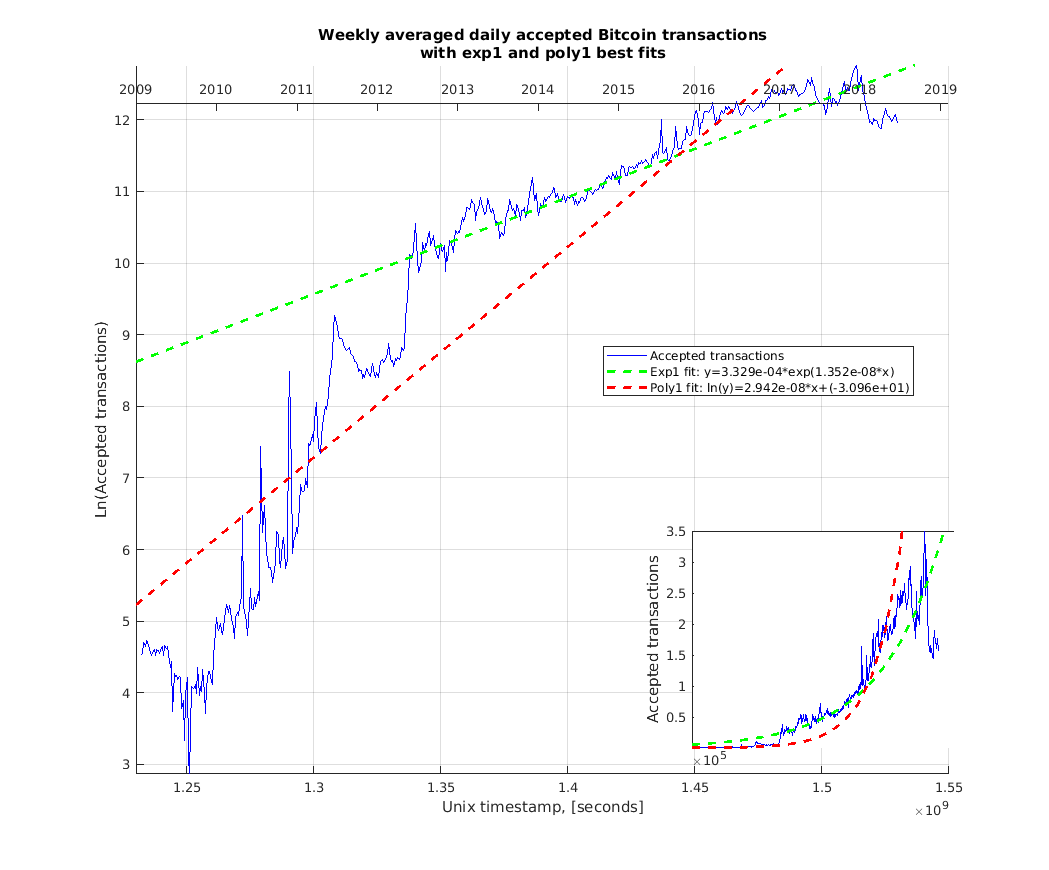 Weekly averaged daily accepted Bitcoin transactions
with exp1 and poly1 best fits
2009 2010 2011 2012 2013 2014 2015 2016 2017 2018 2019
12
11
10
9
8
7
6
5
4
3
Ln(Accepted transactions)
Accepted transactions
Exp1 fit: y=3.329e-04*exp(1.352e-08*x)
Poly1 fit: ln(y)=2.942e-08*x+(-3.096e+01)
3.5
3
2.5
2
1.5
1
0.5
Accepted transactions
×10^5
1.25 1.3 1.35 1.4 1.45 1.5 1.55
Unix timestamp, [seconds]
×10^9